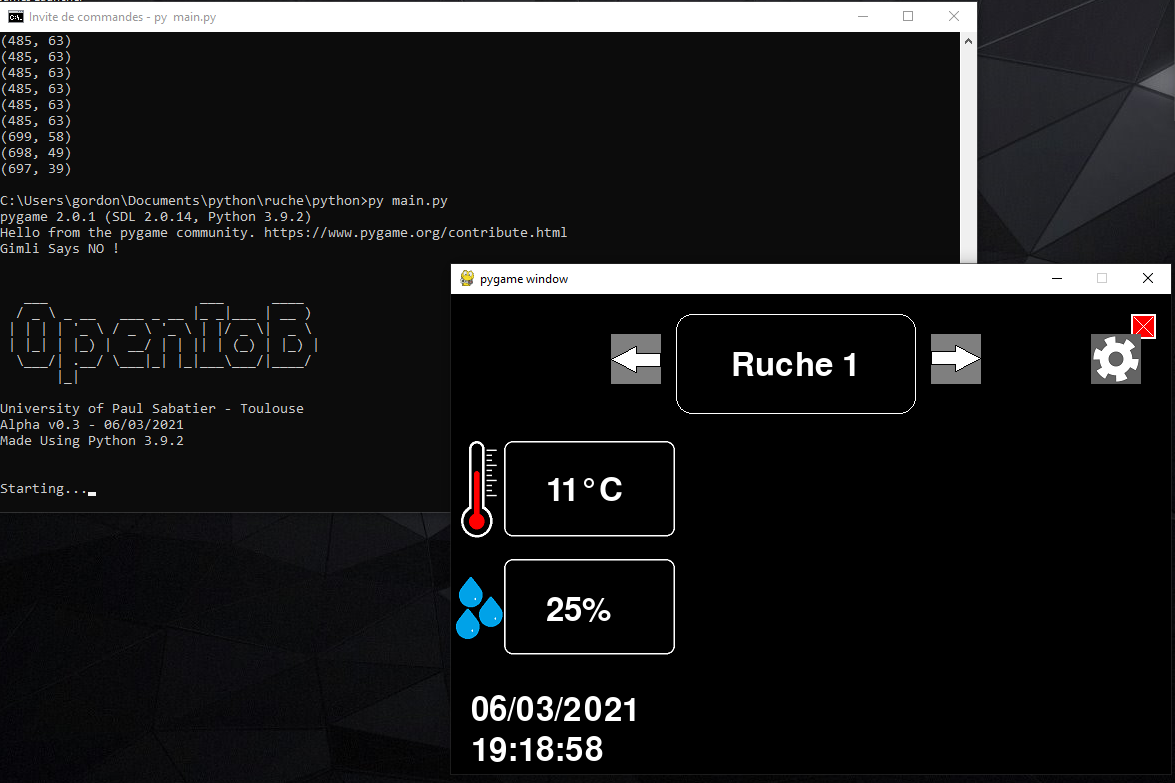 Invite de commandes - py  main.py
(485, 63)
(485, 63)
(485, 63)
(485, 63)
(485, 63)
(485, 63)
(699, 58)
(698, 49)
(697, 39)
C:\Users\gordon\Documents\python\ruche\python>py main.py
pygame 2.0.1 (SDL 2.0.14, Python 3.9.2)
Hello from the pygame community. https://www.pygame.org/contribute.html
Gimli Says NO !
OpenIoB
University of Paul Sabatier - Toulouse
Alpha v0.3 - 06/03/2021
Made Using Python 3.9.2
Starting...
pygame window
Ruche 1
11°C
25%
06/03/2021
19:18:58